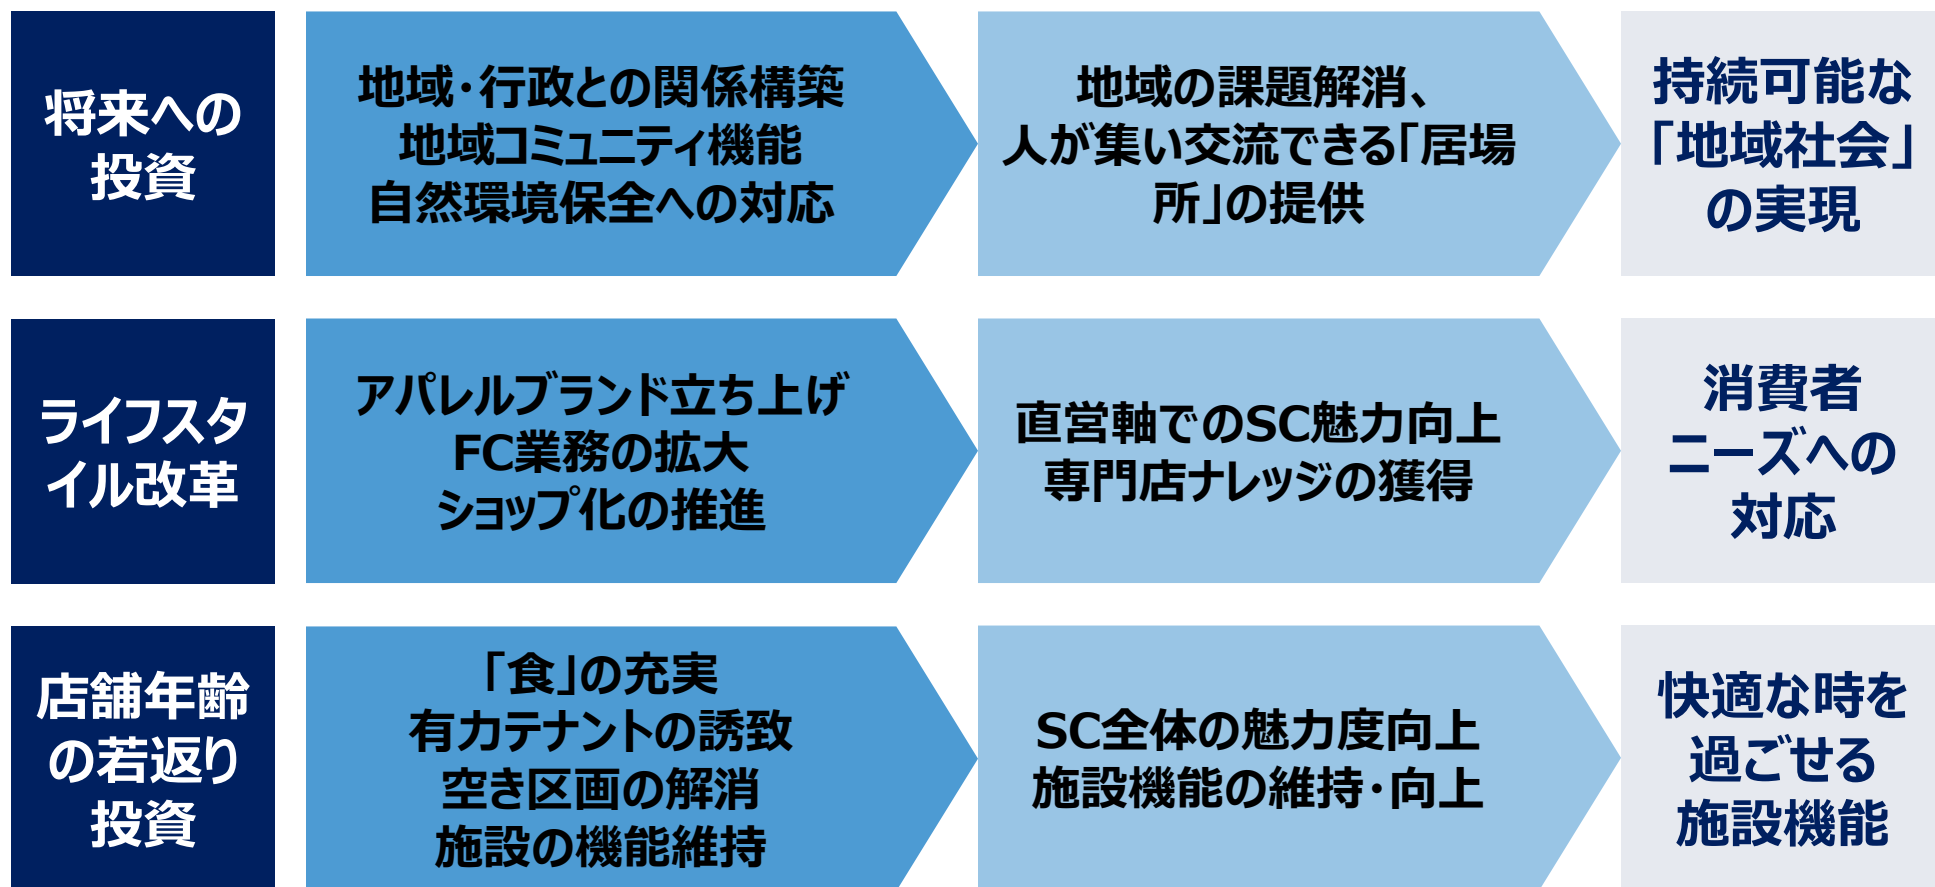 将来への
投資
地域・行政との関係構築
地域コミュニティ機能
自然環境保全への対応
地域の課題解消、
人が集い交流できる「居場
所」の提供
持続可能な
「地域社会」
の実現
ライフスタ
イル改革
アパレルブランド立ち上げ
FC業務の拡大
ショップ化の推進
直営軸でのSC魅力向上
専門店ナレッジの獲得
消費者
ニーズへの
対応
店舗年齢
の若返り
投資
「食」の充実
有力テナントの誘致
空き区画の解消
施設の機能維持
SC全体の魅力度向上
施設機能の維持・向上
快適な時を
過ごせる
施設機能